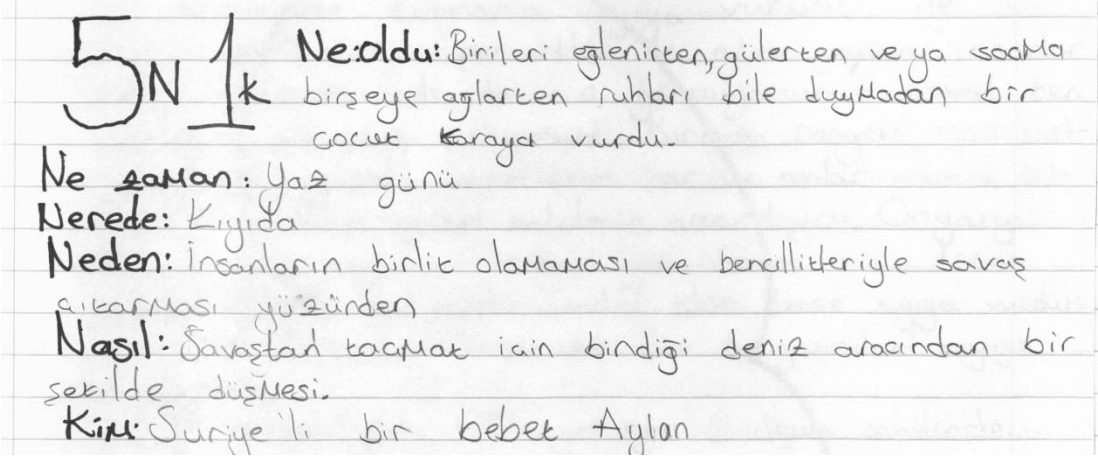 5N 1K Ne:oldu: Birileri eğlenirken, gülerken ve ya saçma
birşeye ağlarken ruhları bile duymadan bir
çocuk karaya vurdu.
Ne zaman: Yaz günü
Nerede: Kıyıda
Neden: İnsanların birlik olamaması ve bencillikleriyle savaş
çıkarması yüzünden
Nasıl: Savaştan kaçmak için bindiği deniz aracından bir
şekilde düşmesi.
Kim: Suriye'li bir bebek Aylan